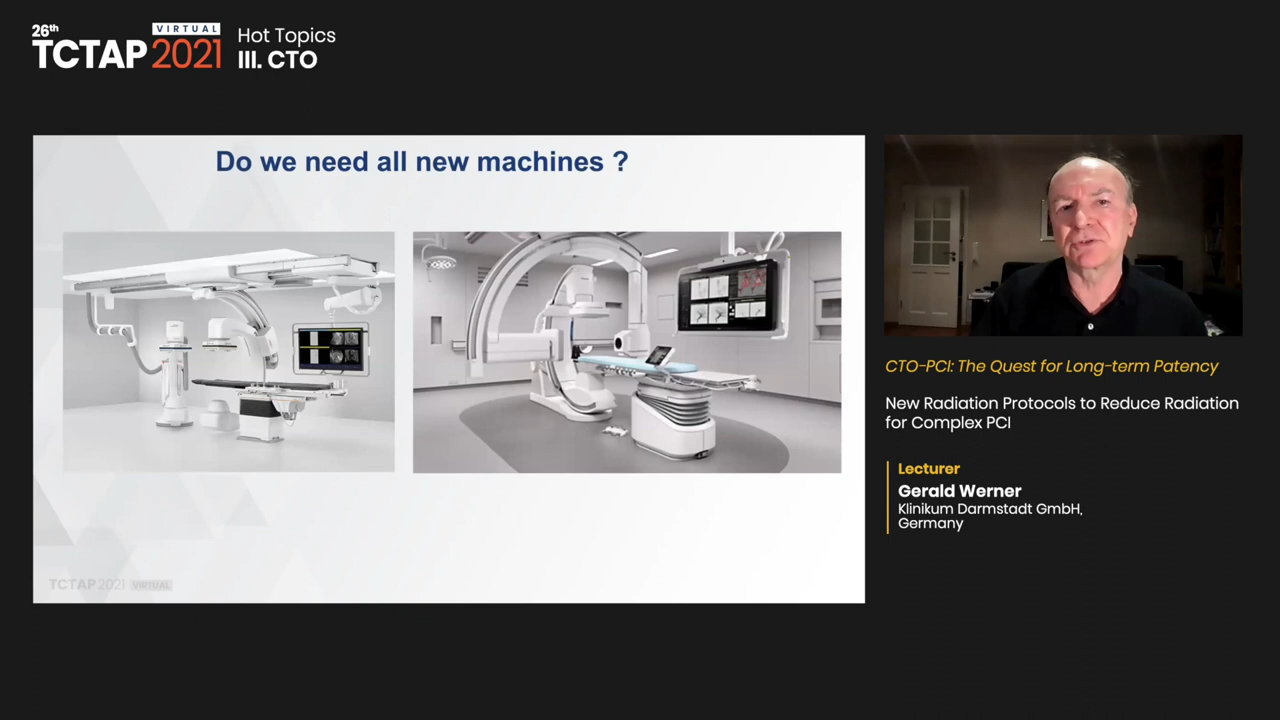 26th
VIRTUAL
TCTAP 2021
Hot Topics
III. CTO
Do we need all new machines ?
TCTAP 2021 VIRTUAL
CTO-PCI: The Quest for Long-term Patency
New Radiation Protocols to Reduce Radiation
for Complex PCI
Lecturer
Gerald Werner
Klinikum Darmstadt GmbH,
Germany